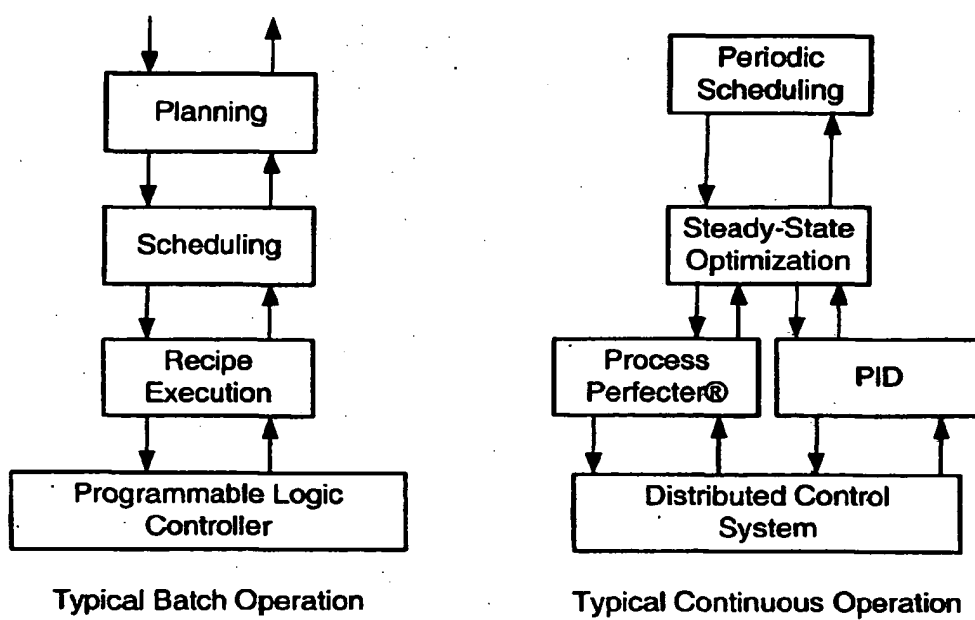 Planning
Scheduling
Recipe
Execution
Programmable Logic
Controller
Typical Batch Operation
Periodic
Scheduling
Steady-State
Optimization
Process
Perfecter®
PID
Distributed Control
System
Typical Continuous Operation